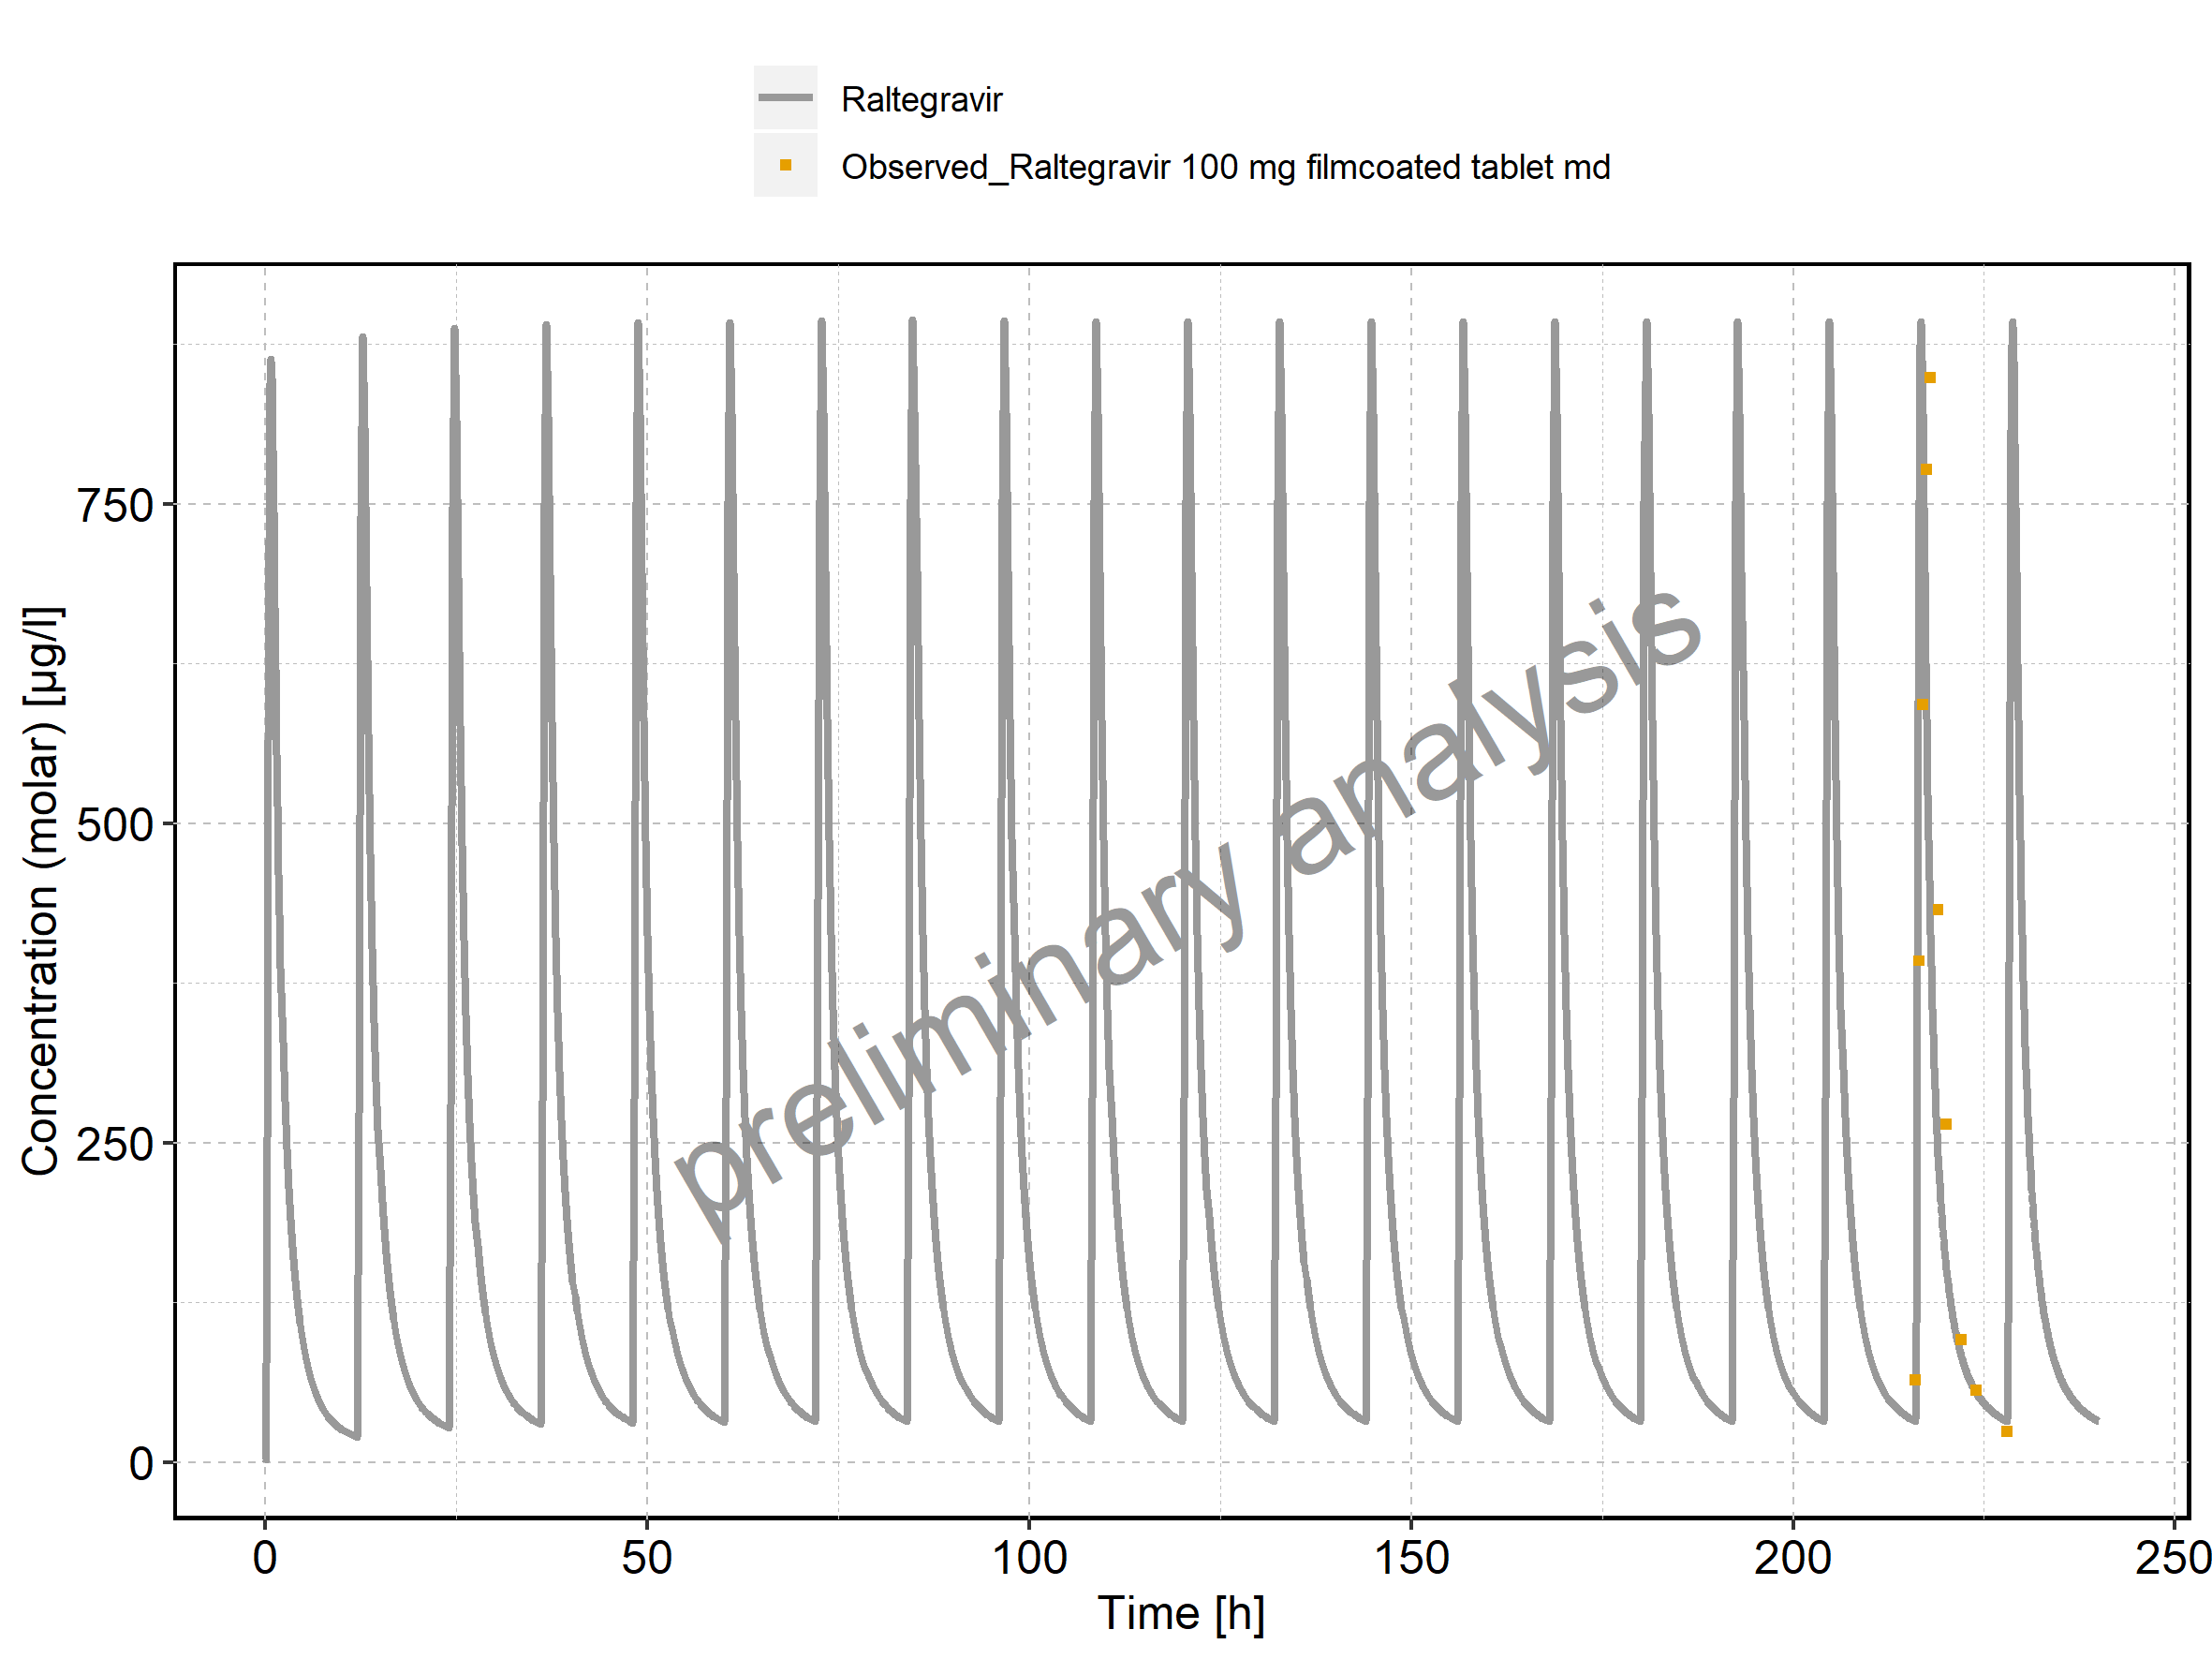 Raltegravir
Observed_Raltegravir 100 mg filmcoated tablet md
Concentration (molar) [µg/l]
750
500
250
0
preliminary analysis
0 50 100 150 200 250
Time [h]